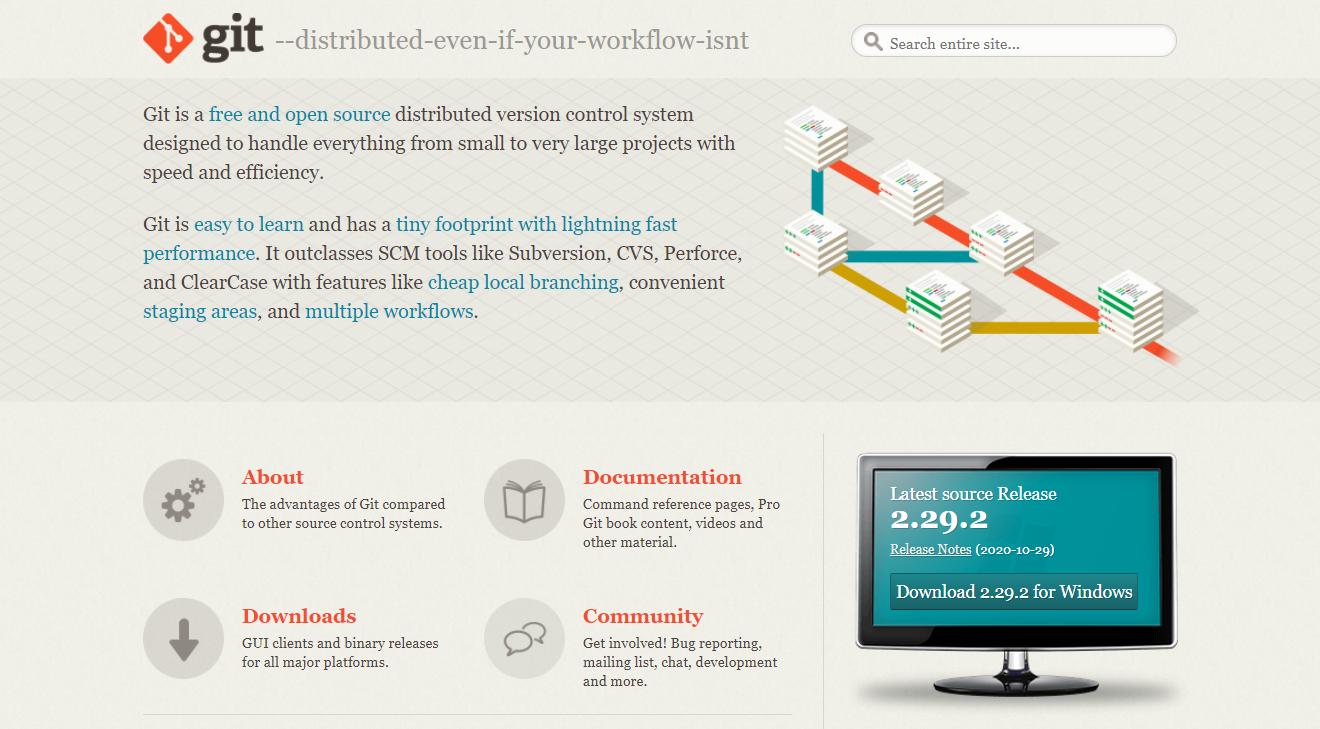 git --distributed-even-if-your-workflow-isnt
Search entire site...
Git is a free and open source distributed version control system
designed to handle everything from small to very large projects with
speed and efficiency.
Git is easy to learn and has a tiny footprint with lightning fast
performance. It outclasses SCM tools like Subversion, CVS, Perforce,
and ClearCase with features like cheap local branching, convenient
staging areas, and multiple workflows.
About
The advantages of Git compared
to other source control systems.
Documentation
Command reference pages, Pro
Git book content, videos and
other material.
Downloads
GUI clients and binary releases
for all major platforms.
Community
Get involved! Bug reporting,
mailing list, chat, development
and more.
Latest source Release
2.29.2
Release Notes (2020-10-29)
Download 2.29.2 for Windows